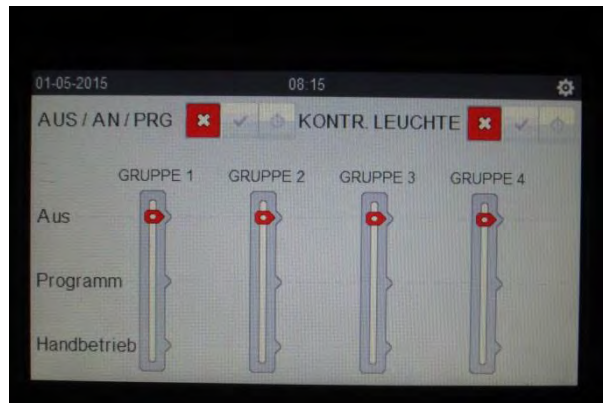 01-05-2015 08:15
AUS / AN / PRG KONTR. LEUCHTE
GRUPPE 1 GRUPPE 2 GRUPPE 3 GRUPPE 4
Aus
Programm
Handbetrieb